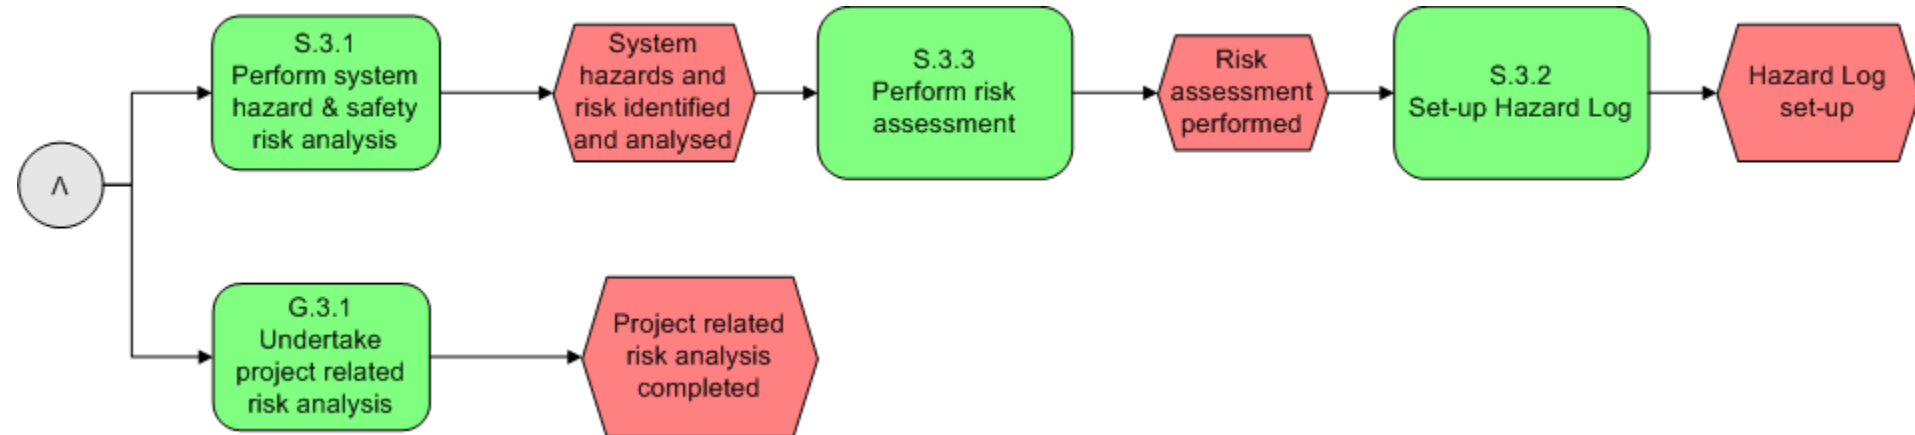 Λ
S.3.1
Perform system
hazard & safety
risk analysis
System
hazards and
risk identified
and analysed
S.3.3
Perform risk
assessment
Risk
assessment
performed
S.3.2
Set-up Hazard Log
Hazard Log
set-up
G.3.1
Undertake
project related
risk analysis
Project related
risk analysis
completed